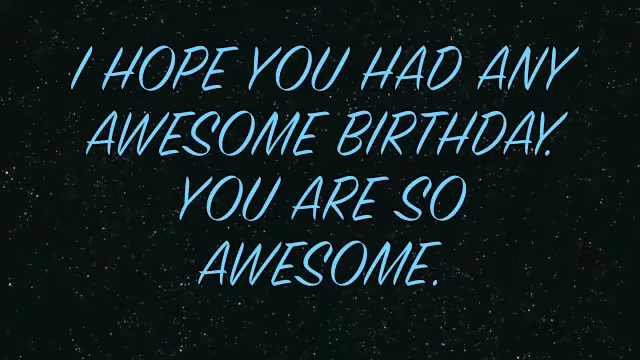 I HOPE YOU HAD ANY
AWESOME BIRTHDAY.
YOU ARE SO
AWESOME.